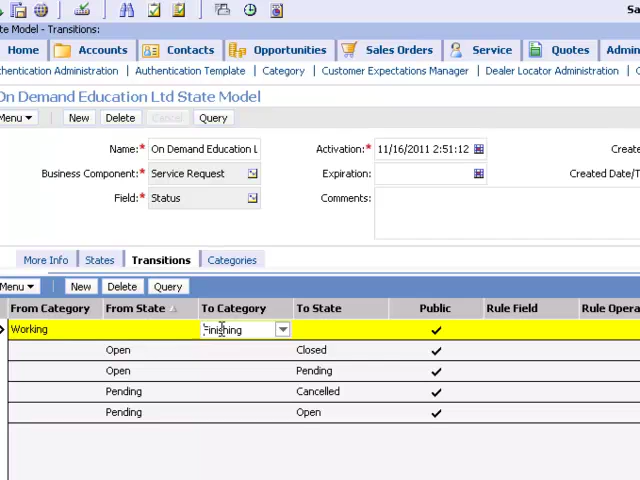 Sa
te Model - Transitions:
Home Accounts Contacts Opportunities Sales Orders Service Quotes Admin
thentication Administration | Authentication Template | Category | Customer Expectations Manager | Dealer Locator Administration |
On Demand Education Ltd State Model
Menu New Delete Cancel Query
Name:* On Demand Education L Activation:* 11/16/2011 2:51:12 Create
Business Component:* Service Request Expiration: Created Date/T
Field:* Status Comments:
More Info States Transitions Categories
Menu New Delete Query
From Category From State To Category To State Public Rule Field Rule Opera
Working Finishing
Open Closed
Open Pending
Pending Cancelled
Pending Open